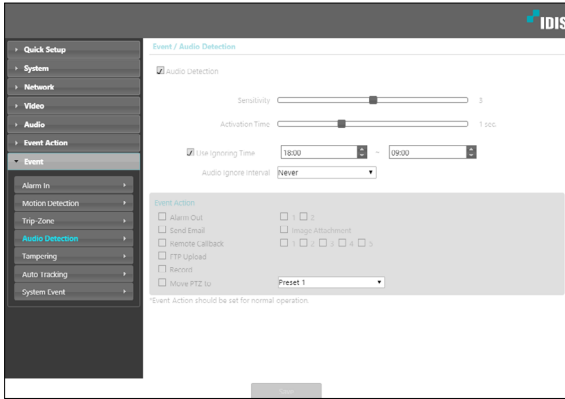 IDIS
Quick Setup
System
Network
Video
Audio
Event Action
Event
Alarm In
Motion Detection
Trip-Zone
Audio Detection
Tampering
Auto Tracking
System Event
Event / Audio Detection
Audio Detection
Sensitivity 3
Activation Time 1 sec.
Use Ignoring Time 18:00 ~ 09:00
Audio Ignore Interval Never
Event Action
Alarm Out 1 2
Send Email Image Attachment
Remote Callback 1 2 3 4 5
FTP Upload
Record
Move PTZ to Preset 1
*Event Action should be set for normal operation.
Save